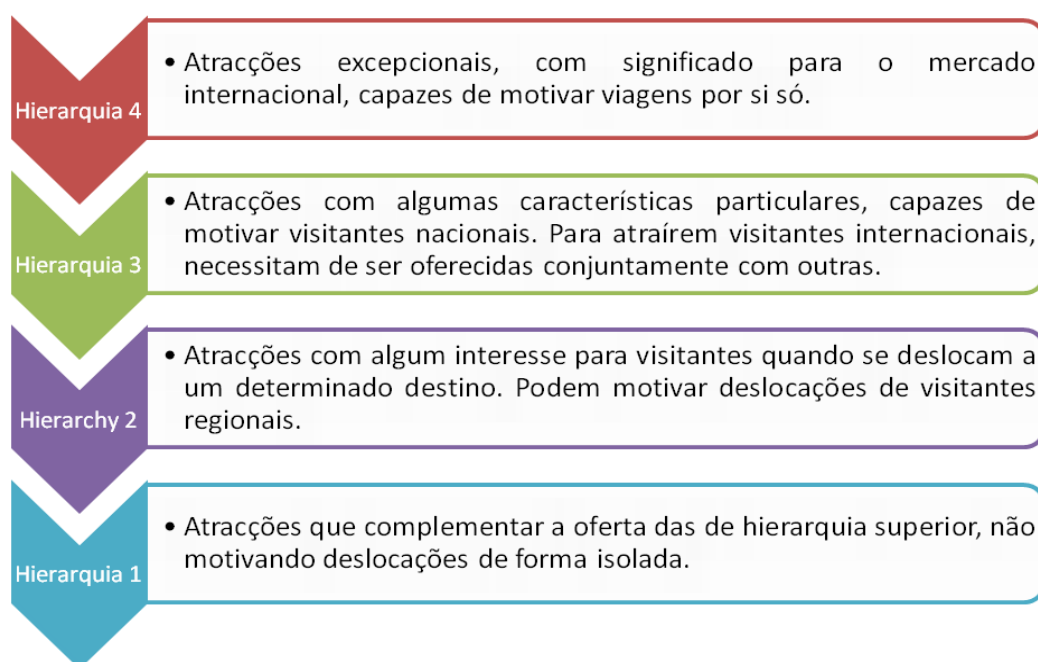 Hierarquia 4
• Atracções excepcionais, com significado para o mercado
internacional, capazes de motivar viagens por si só.
Hierarquia 3
• Atracções com algumas características particulares, capazes de
motivar visitantes nacionais. Para atraírem visitantes internacionais,
necessitam de ser oferecidas conjuntamente com outras.
Hierarchy 2
• Atracções com algum interesse para visitantes quando se deslocam a
um determinado destino. Podem motivar deslocações de visitantes
regionais.
Hierarquia 1
• Atracções que complementar a oferta das de hierarquia superior, não
motivando deslocações de forma isolada.